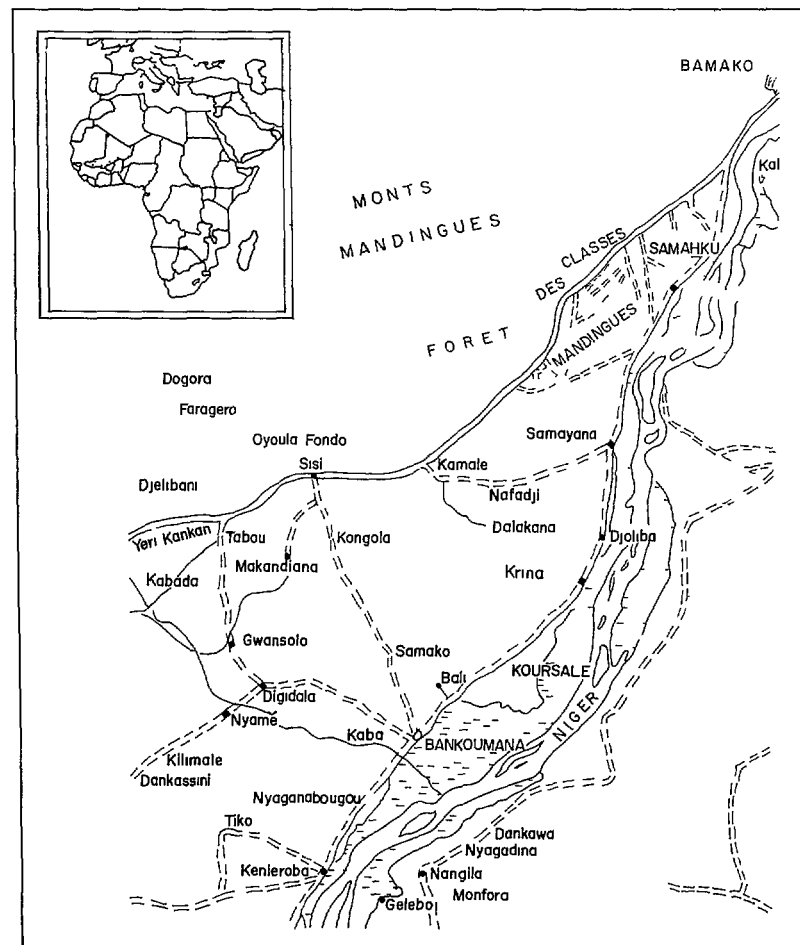 BAMAKO
Kal
MONTS
MANDINGUES
DES CLASSES
SAMAHKU
FORET
MANDINGUES
Dogora
Faragero
Oyoula Fondo
Sisi
Kamale
Samayana
Nafadji
Djelibani
Dalakana
Yeri Kankan
Tabou
Kongola
Djoliba
Makandiana
Krina
Kabada
Gwansolo
Samako
Bali
KOURSALE
Digidala
Nyame
NIGER
Kaba
BANKOUMANA
Kilimale
Dankassini
Nyaganabougou
Tiko
Dankawa
Nyagadina
Kenieroba
Nangila
Monfora
Gelebol